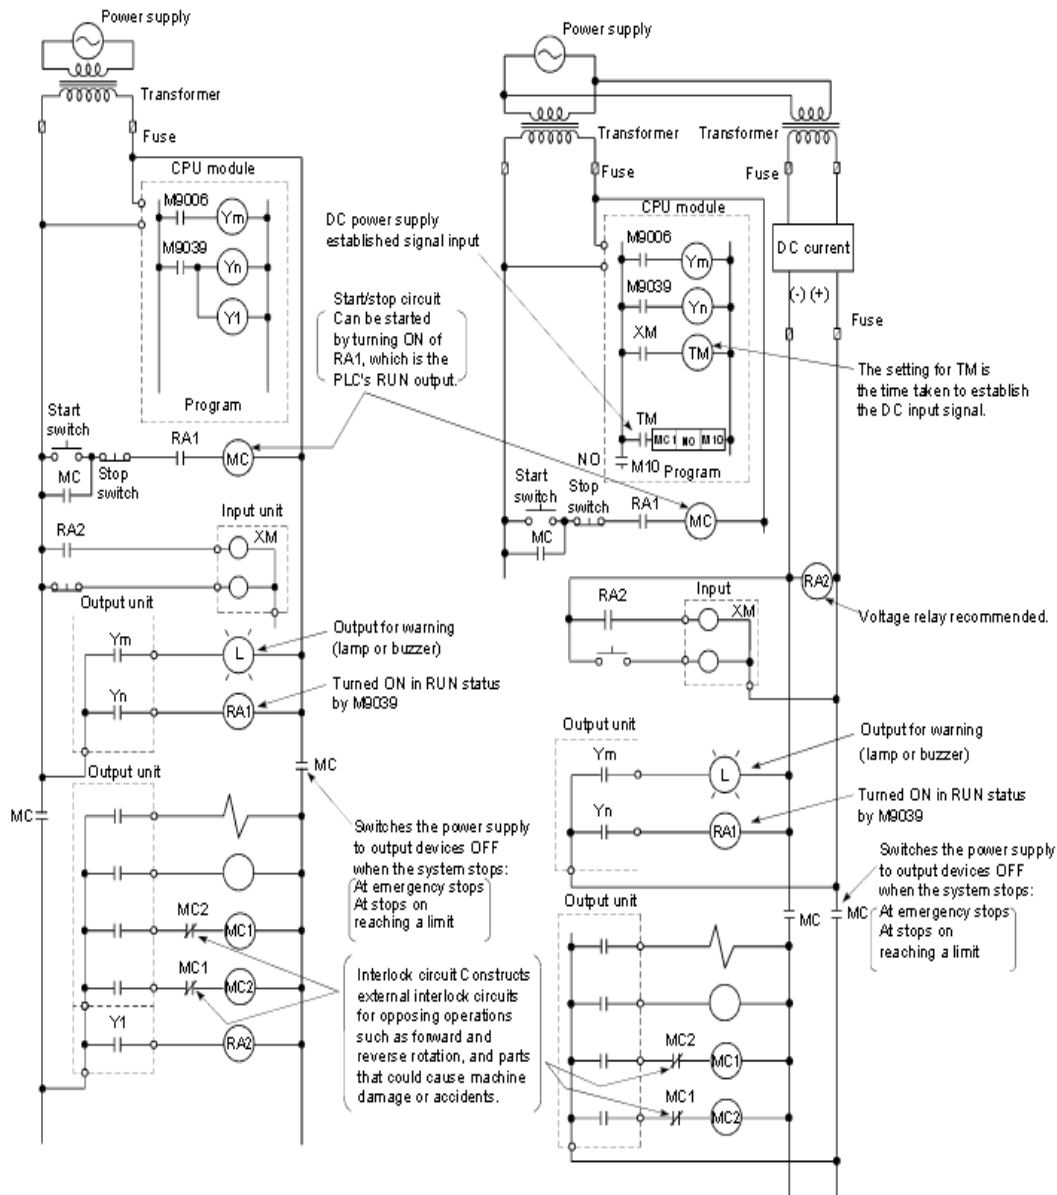 Power supply
Transformer
Fuse
CPU module
M9006
Ym
M9039
Yn
Y1
Program
Start/stop circuit
Can be started
by turning ON of
RA1, which is the
PLC's RUN output.
Start
switch
RA1
MC
MC
Stop
switch
RA2
Input unit
XM
Output unit
Ym
L
Output for warning
(lamp or buzzer)
Yn
RA1
Turned ON in RUN status
by M9039
Output unit
MC
MC
Switches the power supply
to output devices OFF
when the system stops:
At emergency stops
At stops on
reaching a limit
MC2
MC1
MC1
MC2
Y1
RA2
Interlock circuit Constructs
external interlock circuits
for opposing operations
such as forward and
reverse rotation, and parts
that could cause machine
damage or accidents.
Power supply
Transformer
Transformer
Fuse
Fuse
CPU module
DC power supply
established signal input
M9006
Ym
M9039
Yn
XM
TM
TM
MC1 NO M10
NO
M10
Program
DC current
(-) (+)
Fuse
The setting for TM is
the time taken to establish
the DC input signal.
Start
switch
Stop
switch
RA1
MC
MC
RA2
Voltage relay recommended.
RA2
Input
XM
Output unit
Ym
L
Output for warning
(lamp or buzzer)
Yn
RA1
Turned ON in RUN status
by M9039
Output unit
MC
MC
Switches the power supply
to output devices OFF
when the system stops:
At emergency stops
At stops on
reaching a limit
MC2
MC1
MC1
MC2